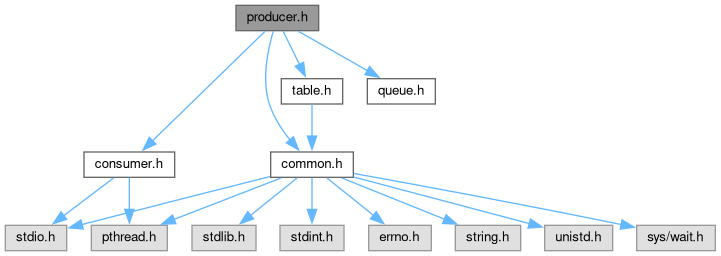 producer.h
table.h
queue.h
consumer.h
common.h
stdio.h
pthread.h
stdlib.h
stdint.h
errno.h
string.h
unistd.h
sys/wait.h